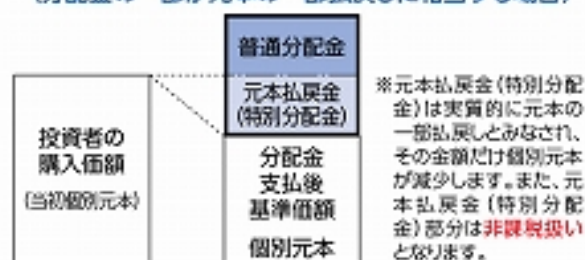 普通分配金
元本払戻金
(特別分配金)
投資者の
購入価額
(当初個別元本)
分配金
支払後
基準価額
個別元本
※元本払戻金(特別分配
金)は実質的に元本の
一部払戻しとみなされ、
その金額だけ個別元本
が減少します。また、元
本払戻金(特別分配
金)部分は非課税扱い
となります。